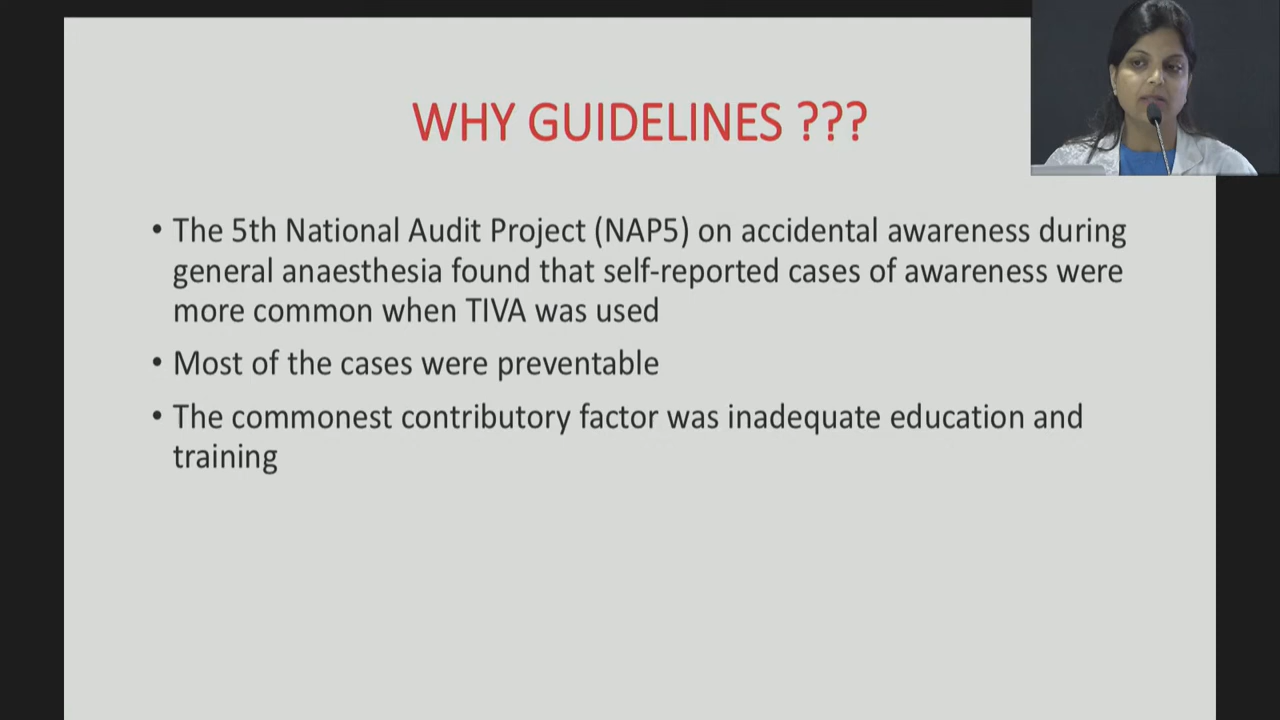 WHY GUIDELINES ???
• The 5th National Audit Project (NAP5) on accidental awareness during
general anaesthesia found that self-reported cases of awareness were
more common when TIVA was used
• Most of the cases were preventable
• The commonest contributory factor was inadequate education and
training